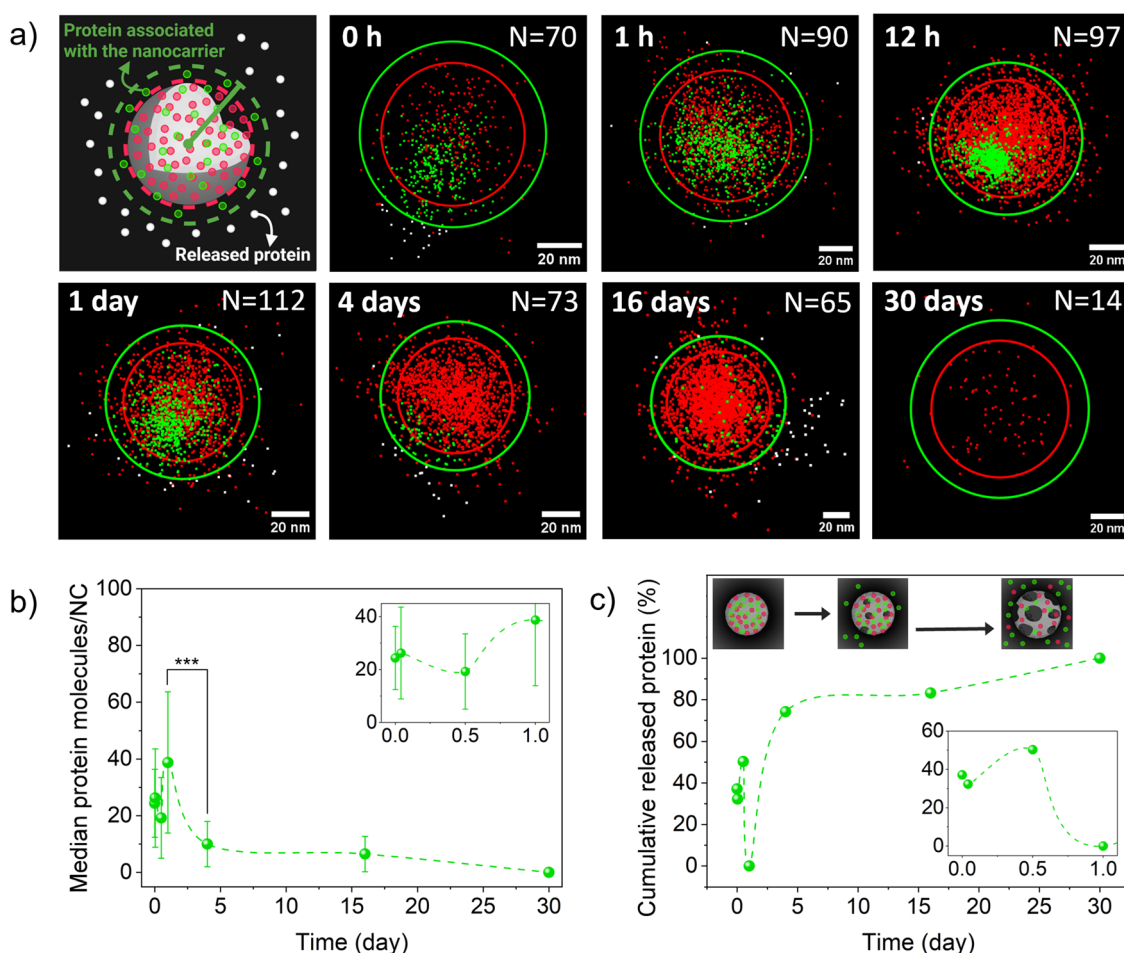 a)
Protein associated
with the nanocarrier
Released protein
0 h N=70
20 nm
1 h N=90
20 nm
12 h N=97
20 nm
1 day N=112
20 nm
4 days N=73
20 nm
16 days N=65
20 nm
30 days N=14
20 nm
b)
Median protein molecules/NC
100
80
60
40
20
0
***
40
20
0
0.0 0.5 1.0
0 5 10 15 20 25 30
Time (day)
c)
Cumulative released protein (%)
100
80
60
40
20
0
60
40
20
0
0.0 0.5 1.0
0 5 10 15 20 25 30
Time (day)